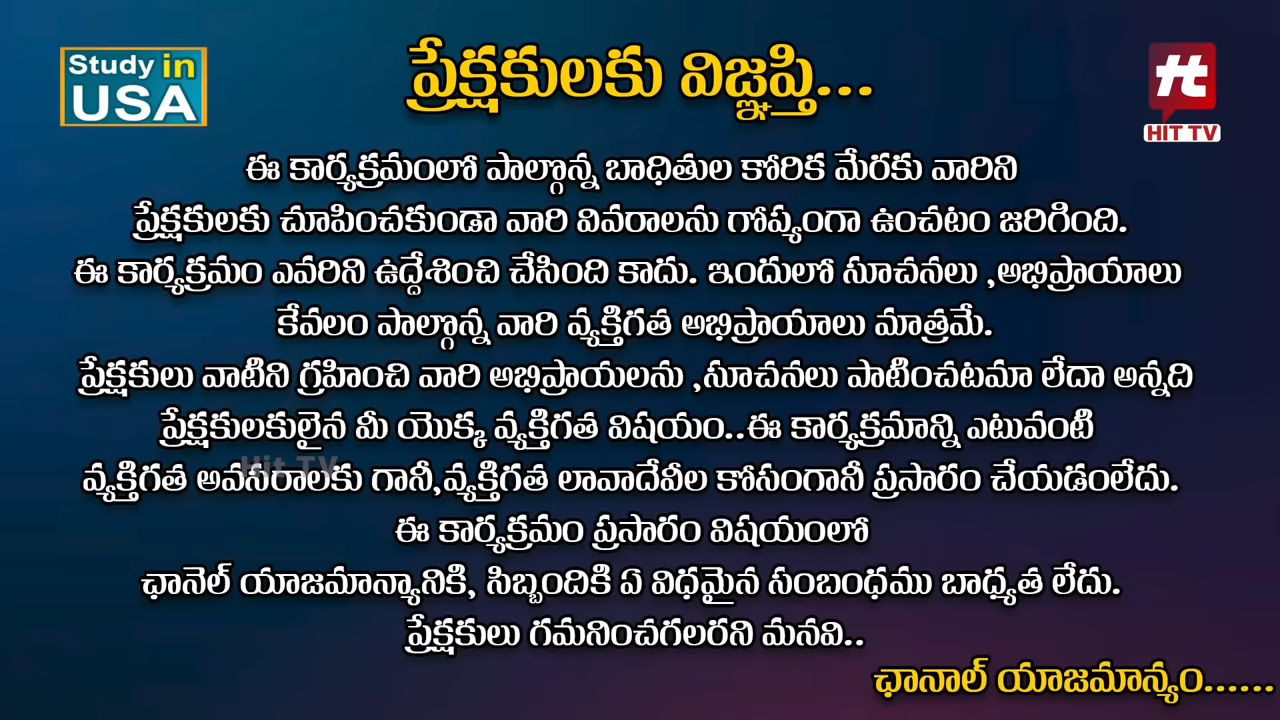 Study in
USA
ప్రేక్షకులకు విజ్ఞప్తి...
HIT TV
ఈ కార్యక్రమంలో పాల్గొన్న బాధితుల కోరిక మేరకు వారిని
ప్రేక్షకులకు చూపించకుండా వారి వివరాలను గోప్యంగా ఉంచటం జరిగింది.
ఈ కార్యక్రమం ఎవరిని ఉద్దేశించి చేసింది కాదు. ఇందులో సూచనలు ,అభిప్రాయాలు
కేవలం పాల్గొన్న వారి వ్యక్తిగత అభిప్రాయాలు మాత్రమే.
ప్రేక్షకులు వాటిని గ్రహించి వారి అభిప్రాయలను ,సూచనలు పాటించటమా లేదా అన్నది
ప్రేక్షకులకులైన మీ యొక్క వ్యక్తిగత విషయం..ఈ కార్యక్రమాన్ని ఎటువంటి
Hit TV
వ్యక్తిగత అవసరాలకు గానీ,వ్యక్తిగత లావాదేవీల కోసంగానీ ప్రసారం చేయడంలేదు.
ఈ కార్యక్రమం ప్రసారం విషయంలో
ఛానెల్ యాజమాన్యానికి, సిబ్బందికి ఏ విధమైన సంబంధము బాధ్యత లేదు.
ప్రేక్షకులు గమనించగలరని మనవి..
ఛానాల్ యాజమాన్యం......